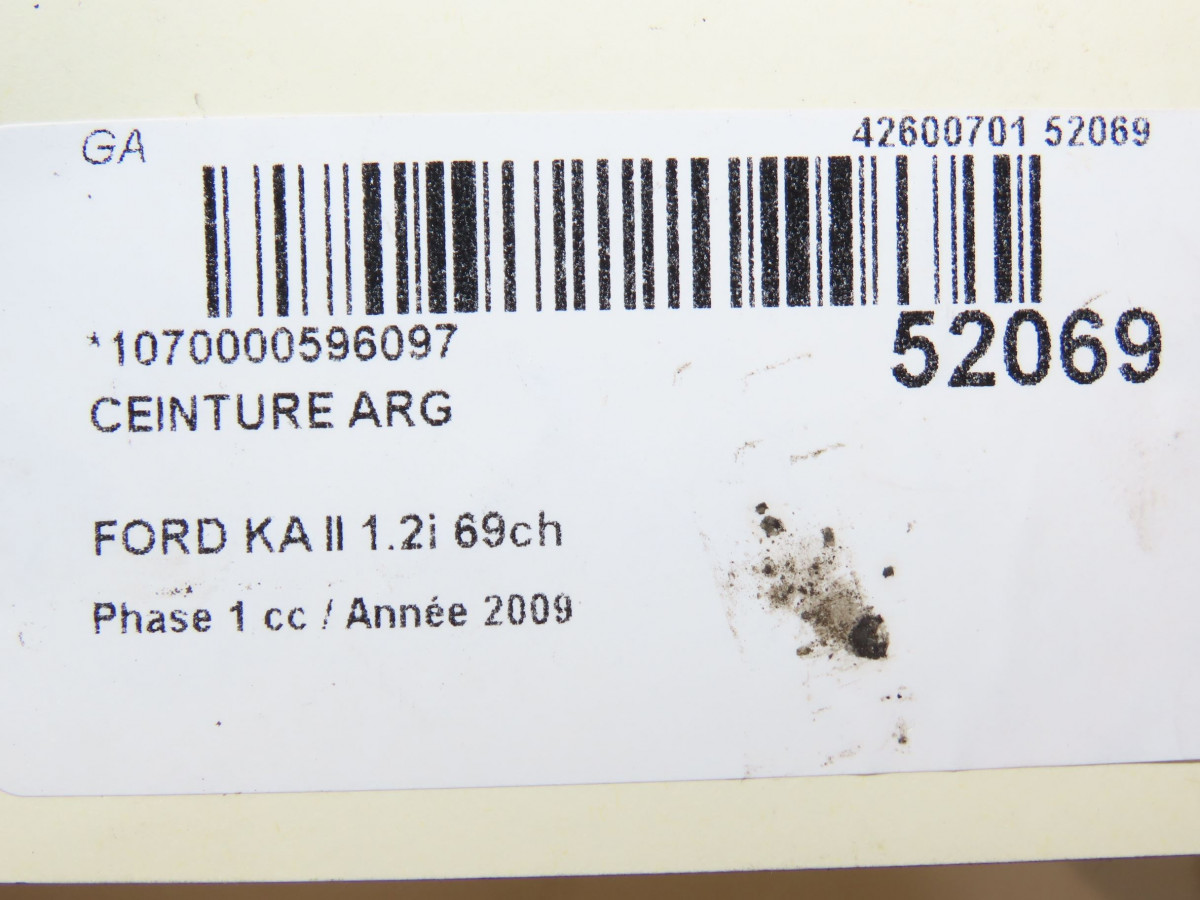 GA
42600701 52069
*1070000596097
52069
CEINTURE ARG
FORD KA II 1.2i 69ch
Phase 1 cc / Année 2009